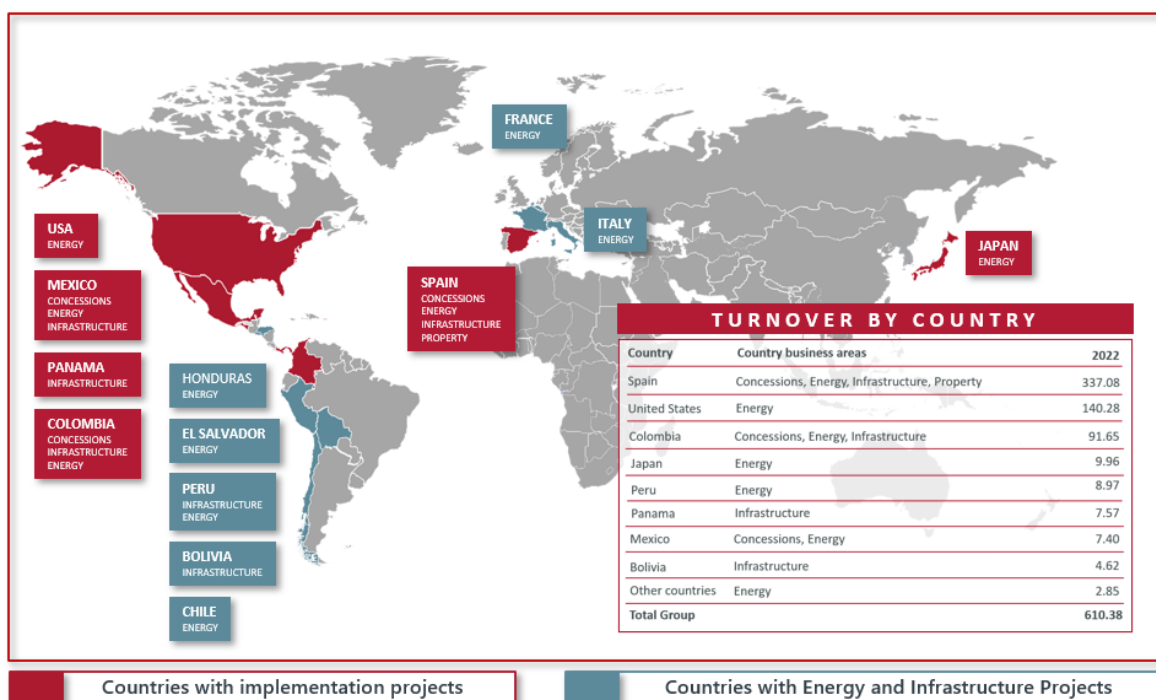 FRANCE
ENERGY
ITALY
ENERGY
USA
ENERGY
JAPAN
ENERGY
MEXICO
CONCESSIONS
ENERGY
INFRASTRUCTURE
SPAIN
CONCESSIONS
ENERGY
INFRASTRUCTURE
PROPERTY
PANAMA
INFRASTRUCTURE
HONDURAS
ENERGY
COLOMBIA
CONCESSIONS
INFRASTRUCTURE
ENERGY
EL SALVADOR
ENERGY
PERU
INFRASTRUCTURE
ENERGY
BOLIVIA
INFRASTRUCTURE
CHILE
ENERGY
TURNOVER BY COUNTRY
Country Country business areas 2022
Spain Concessions, Energy, Infrastructure, Property 337.08
United States Energy 140.28
Colombia Concessions, Energy, Infrastructure 91.65
Japan Energy 9.96
Peru Energy 8.97
Panama Infrastructure 7.57
Mexico Concessions, Energy 7.40
Bolivia Infrastructure 4.62
Other countries Energy 2.85
Total Group 610.38
Countries with implementation projects
Countries with Energy and Infrastructure Projects